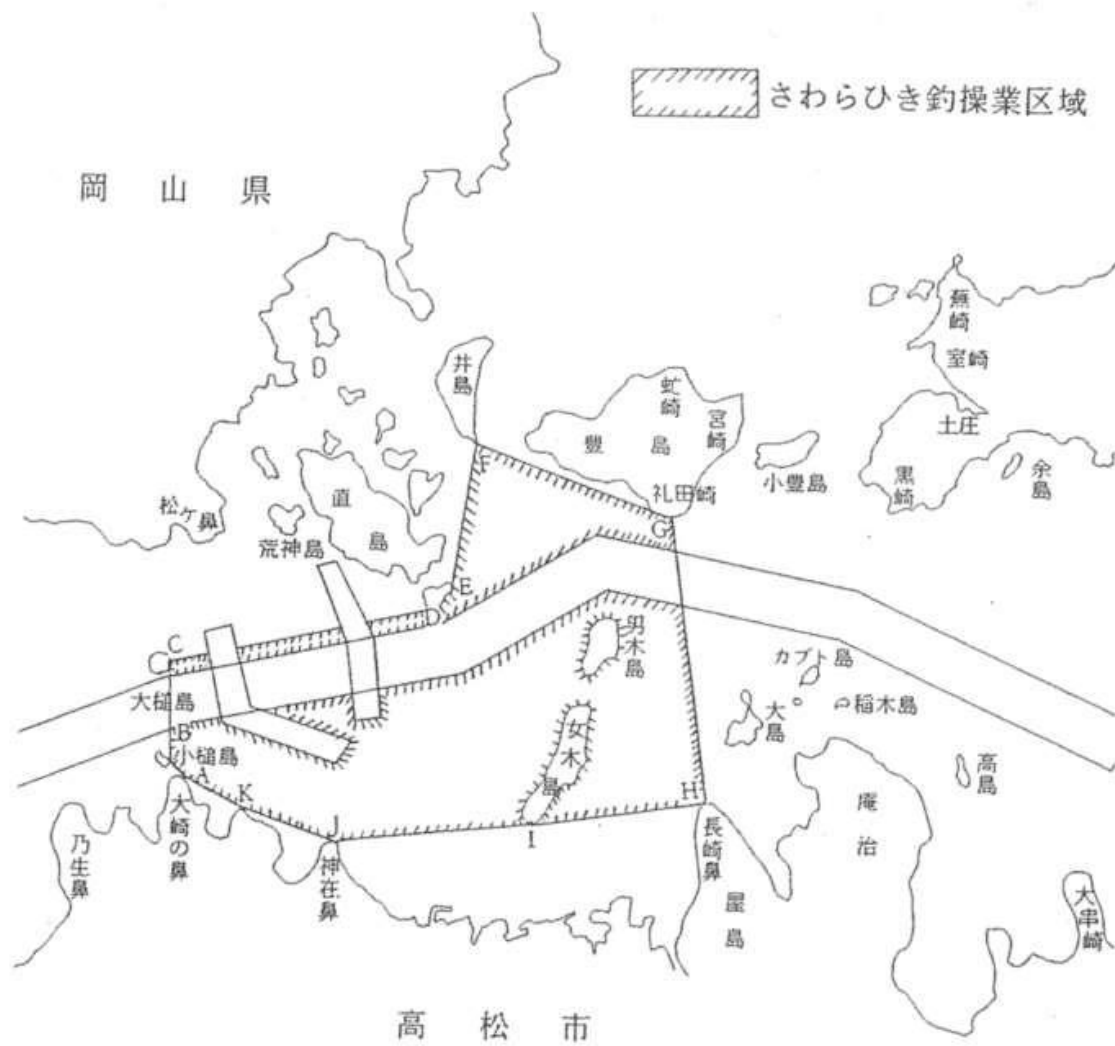 さわらひき釣操業区域
岡山県
蕪崎
室崎
井島
虻崎
宮崎
豊島
土庄
小豊島
黒崎
余島
礼田崎
松ヶ鼻
直島
荒神島
F
G
E
D
C
男木島
カブト島
大槌島
大島
稲木島
B
小槌島
女木島
高島
A
K
H
J
I
大崎の鼻
乃生鼻
神在鼻
長崎鼻
庵治
屋島
大串崎
高松市